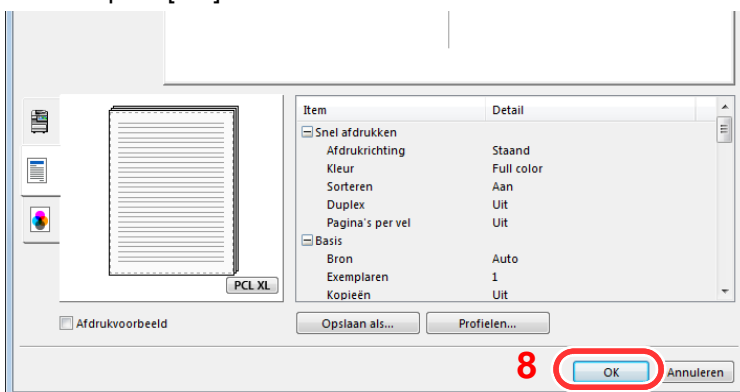 Item Detail
Snel afdrukken
Afdrukrichting Staand
Kleur Full color
Sorteren Aan
Duplex Uit
Pagina's per vel Uit
Basis
Bron Auto
Exemplaren 1
Kopieën Uit
PCL XL
Afdrukvoorbeeld Opslaan als... Profielen...
8 OK Annuleren